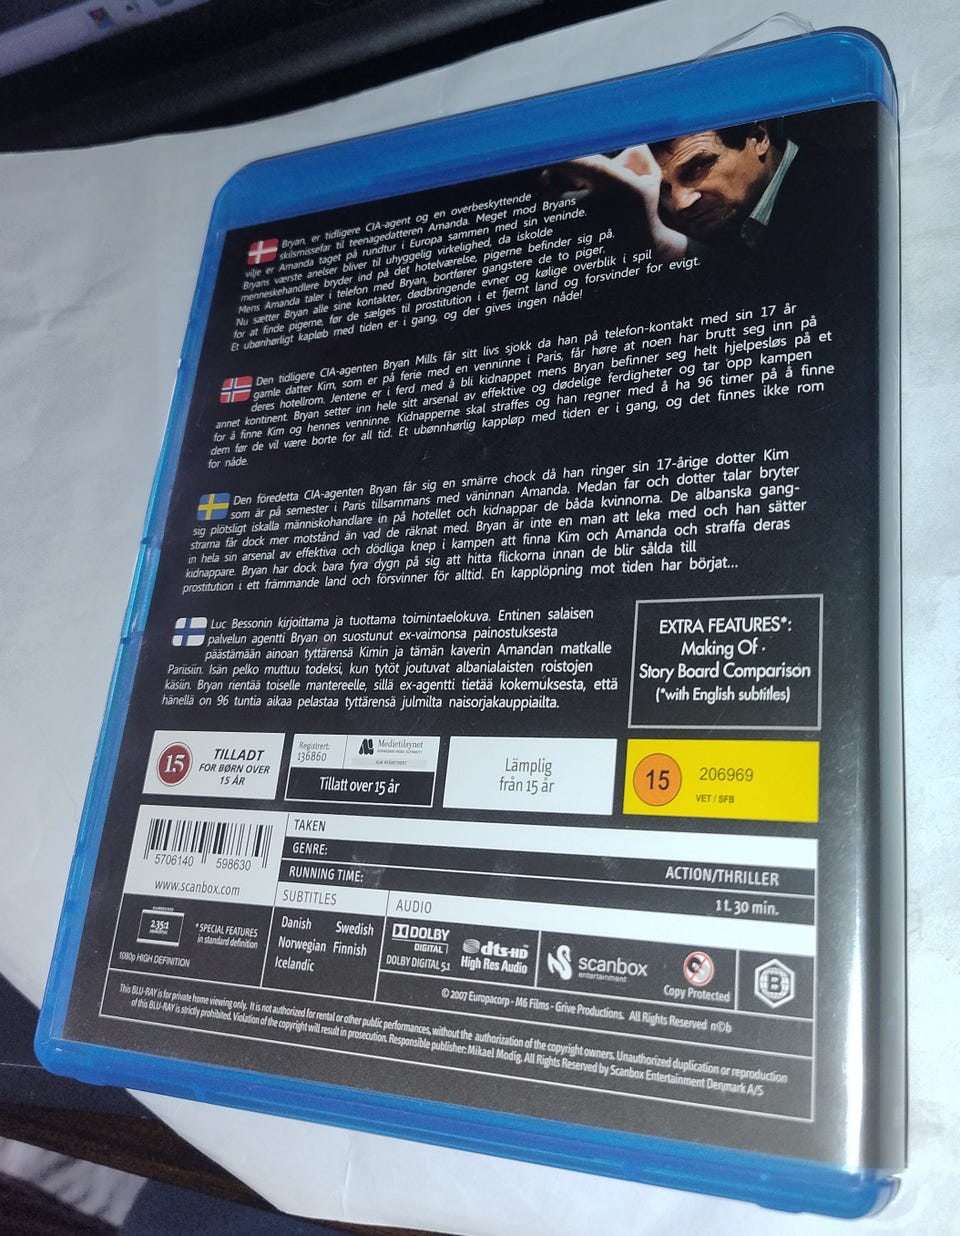 Bryan, er tidligere CIA-agent og en overbeskyttende
skilsmissefar til teenagedatteren Amanda. Meget mod Bryans
vilje er Amanda taget på rundtur i Europa sammen med sin veninde.
Bryans værste anelser bliver til uhyggelig virkelighed, da iskolde
menneskehandlere bryder ind på det hotelværelse, pigerne befinder sig på.
Mens Amanda taler i telefon med Bryan, bortfører gangstere de to piger.
Nu sætter Bryan alle sine kontakter, dødbringende evner og kølige overblik i spil
for at finde pigerne, før de sælges til prostitution i et fjernt land og forsvinder for evigt.
Et ubønhørligt kapløb med tiden er i gang, og der gives ingen nåde!
Den tidligere CIA-agenten Bryan Mills får sitt livs sjokk da han på telefon-kontakt med sin 17 år
gamle datter Kim, som er på ferie med en venninne i Paris, får høre at noen har brutt seg inn på
deres hotellrom. Jentene er i ferd med å bli kidnappet mens Bryan befinner seg helt hjelpesløs på et
annet kontinent. Bryan setter inn hele sitt arsenal av effektive og dødelige ferdigheter og tar opp kampen
for å finne Kim og hennes venninne. Kidnapperne skal straffes og han regner med å ha 96 timer på å finne
dem før de vil være borte for all tid. Et ubønnhørlig kappløp med tiden er i gang, og det finnes ikke rom
for nåde.
Den föredetta CIA-agenten Bryan får sig en smärre chock då han ringer sin 17-årige dotter Kim
som är på semester i Paris tillsammans med väninnan Amanda. Medan far och dotter talar bryter
sig plötsligt iskalla människohandlare in på hotellet och kidnappar de båda kvinnorna. De albanska gang-
strarna får dock mer motstånd än vad de räknat med. Bryan är inte en man att leka med och han sätter
in hela sin arsenal av effektiva och dödliga knep i kampen att finna Kim och Amanda och straffa deras
kidnappare. Bryan har dock bara fyra dygn på sig att hitta flickorna innan de blir sålda till
prostitution i ett främmande land och försvinner för alltid. En kapplöpning mot tiden har börjat...
Luc Bessonin kirjoittama ja tuottama toimintaelokuva. Entinen salaisen
palvelun agentti Bryan on suostunut ex-vaimonsa painostuksesta
päästämään ainoan tyttärensä Kimin ja tämän kaverin Amandan matkalle
Pariisiin. Isän pelko muttuu todeksi, kun tytöt joutuvat albanialaisten roistojen
käsiin. Bryan rientää toiselle mantereelle, sillä ex-agentti tietää kokemuksesta, että
hänellä on 96 tuntia aikaa pelastaa tyttärensä julmilta naisorjakauppiailta.
EXTRA FEATURES*:
Making Of -
Story Board Comparison
(*with English subtitles)
15
TILLADT
FOR BØRN OVER
15 ÅR
Registrert:
136860
Medietilsynet
Tillatt over 15 år
Lämplig
från 15 år
15
206969
VET / SFB
5706140 598630
www.scanbox.com
TAKEN
GENRE: ACTION/THRILLER
RUNNING TIME: 1 t. 30 min.
SUBTITLES
Danish Swedish
Norwegian Finnish
Icelandic
AUDIO
DOLBY
DIGITAL
DOLBY DIGITAL 5.1
dts-HD
High Res Audio
scanbox
entertainment
Copy Protected
B
2.35:1
* SPECIAL FEATURES
in standard definition
1080p HIGH DEFINITION
© 2007 Europacorp - M6 Films - Grive Productions. All Rights Reserved n©b
This BLU-RAY is for private home viewing only. It is not authorized for rental or other public performances, without the authorization of the copyright owners. Unauthorized duplication or reproduction
of this BLU-RAY is strictly prohibited. Violation of the copyright will result in prosecution. Responsible publisher: Mikael Modig. All Rights Reserved by Scanbox Entertainment Denmark A/S